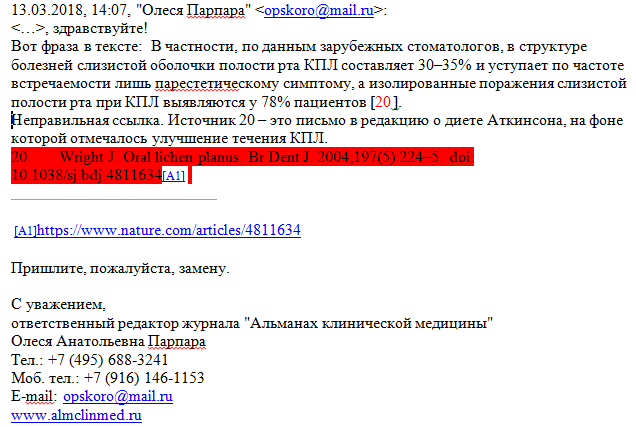 13.03.2018, 14:07, "Олеся Парпара" <opskoro@mail.ru>:
<…>, здравствуйте!
Вот фраза в тексте:  В частности, по данным зарубежных стоматологов, в структуре
болезней слизистой оболочки полости рта КПЛ составляет 30–35% и уступает по частоте
встречаемости лишь парестетическому симптому, а изолированные поражения слизистой
полости рта при КПЛ выявляются у 78% пациентов [20 ].
Неправильная ссылка. Источник 20 – это письмо в редакцию о диете Аткинсона, на фоне
которой отмечалось улучшение течения КПЛ.
20. Wright J. Oral lichen planus. Br Dent J. 2004;197(5):224–5. doi:
10.1038/sj.bdj.4811634[A1]
[A1]https://www.nature.com/articles/4811634
Пришлите, пожалуйста, замену.
С уважением,
ответственный редактор журнала "Альманах клинической медицины"
Олеся Анатольевна Парпара
Тел.: +7 (495) 688-3241
Моб. тел.: +7 (916) 146-1153
E-mail: opskoro@mail.ru
www.almclinmed.ru